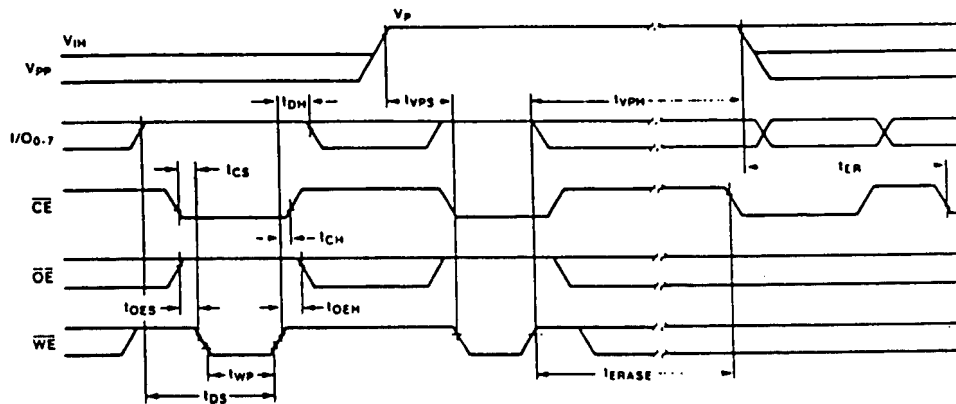 VP
VIH
VPP
tDH
tVPS
tVPH
I/O0-7
tCS
tER
CE
tCH
OE
tOES
tOEH
WE
tWP
tERASE
tDS